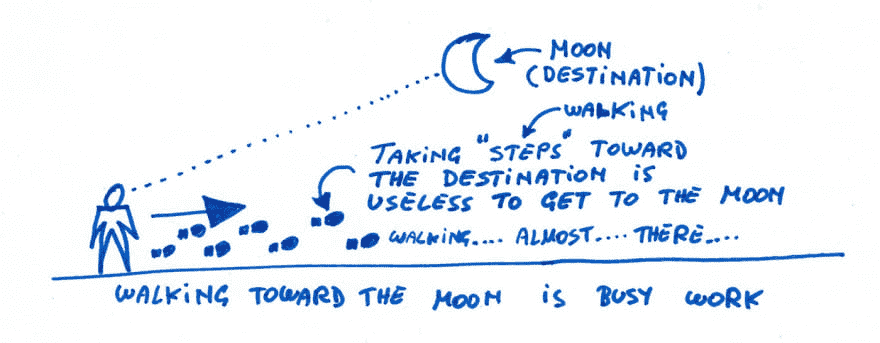 MOON
(DESTINATION)
WALKING
TAKING "STEPS" TOWARD
THE DESTINATION IS
USELESS TO GET TO THE MOON
WALKING.... ALMOST.... THERE....
WALKING TOWARD THE MOON IS BUSY WORK